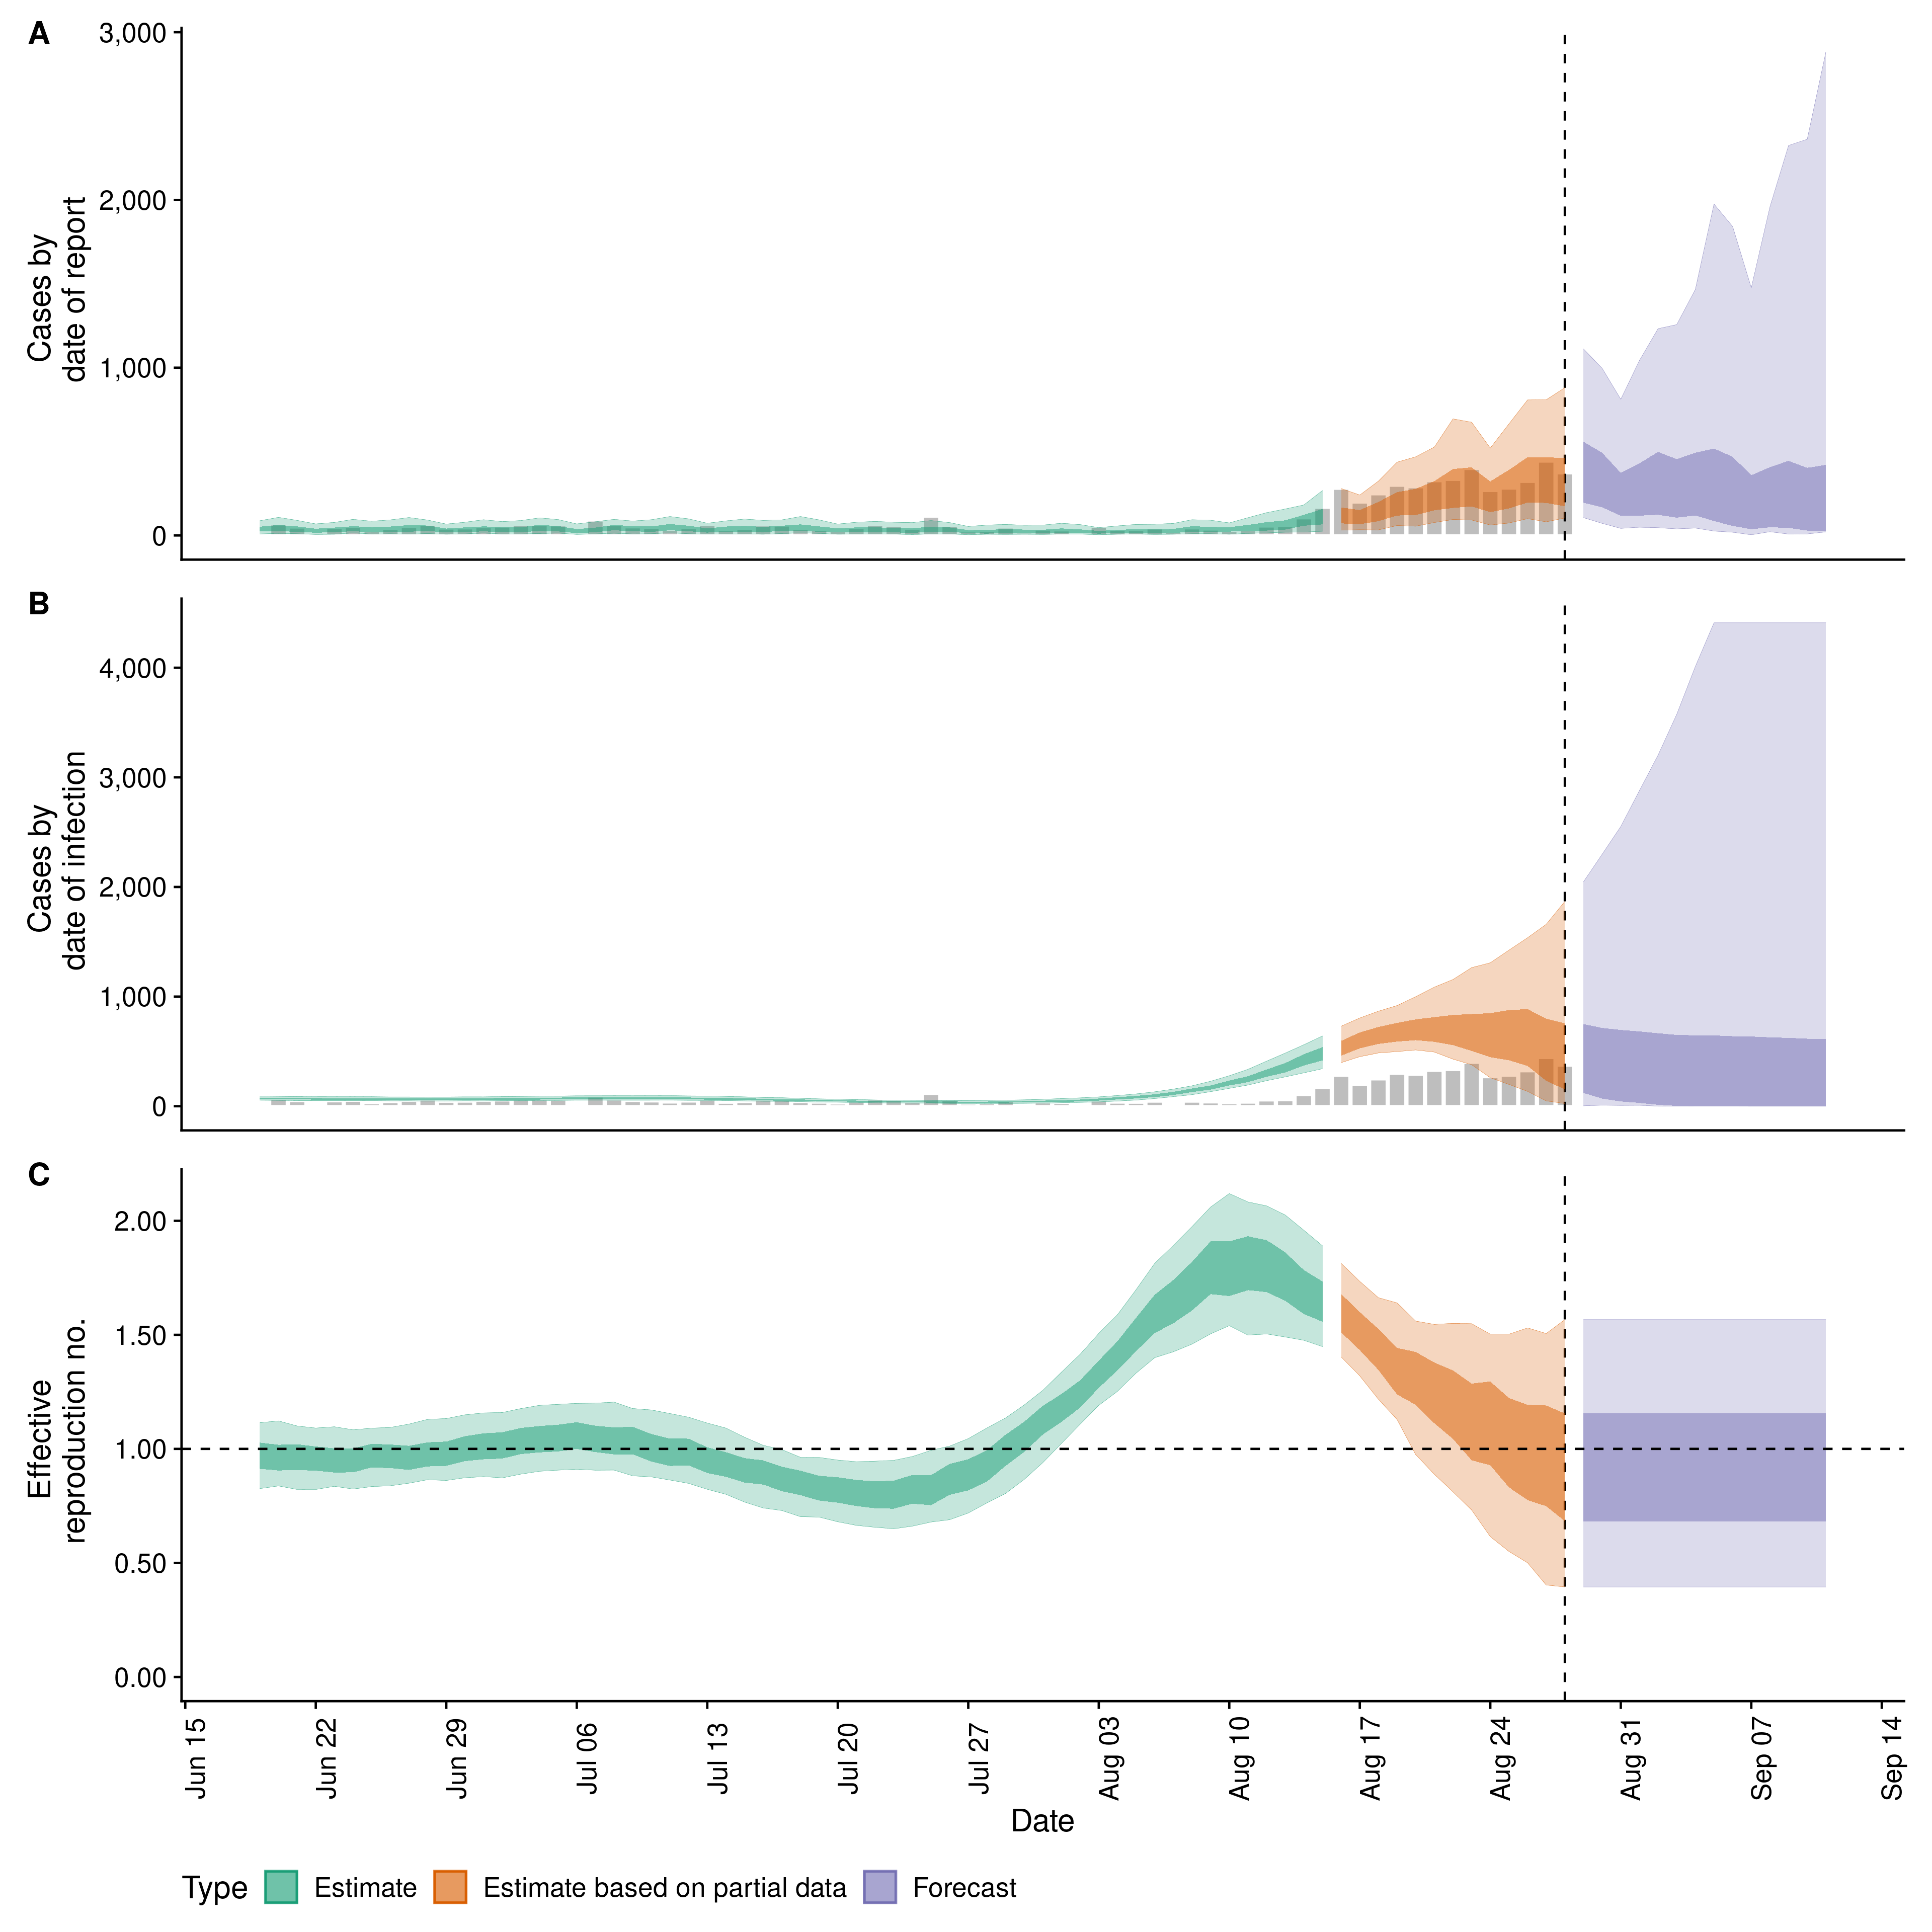 A
Cases by
date of report
3,000
2,000
1,000
0
B
Cases by
date of infection
4,000
3,000
2,000
1,000
0
C
Effective
reproduction no.
2.00
1.50
1.00
0.50
0.00
Jun 15
Jun 22
Jun 29
Jul 06
Jul 13
Jul 20
Jul 27
Aug 03
Aug 10
Aug 17
Aug 24
Aug 31
Sep 07
Sep 14
Date
Type
Estimate
Estimate based on partial data
Forecast